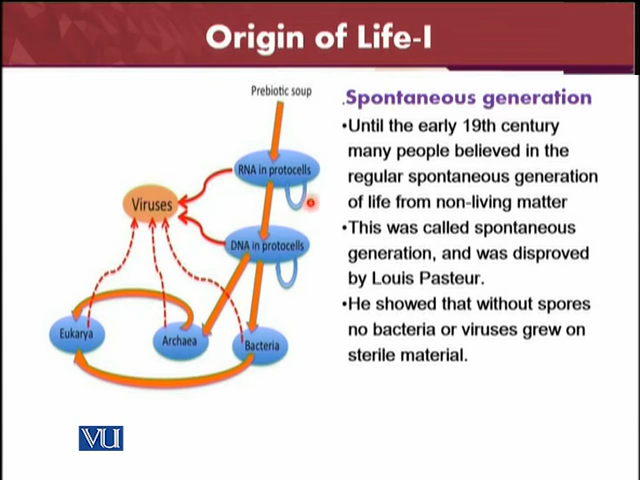 Origin of Life-I
Prebiotic soup
RNA in protocells
Viruses
DNA in protocells
Eukarya
Archaea
Bacteria
.Spontaneous generation
•Until the early 19th century
many people believed in the
regular spontaneous generation
of life from non-living matter
•This was called spontaneous
generation, and was disproved
by Louis Pasteur.
•He showed that without spores
no bacteria or viruses grew on
sterile material.
VU